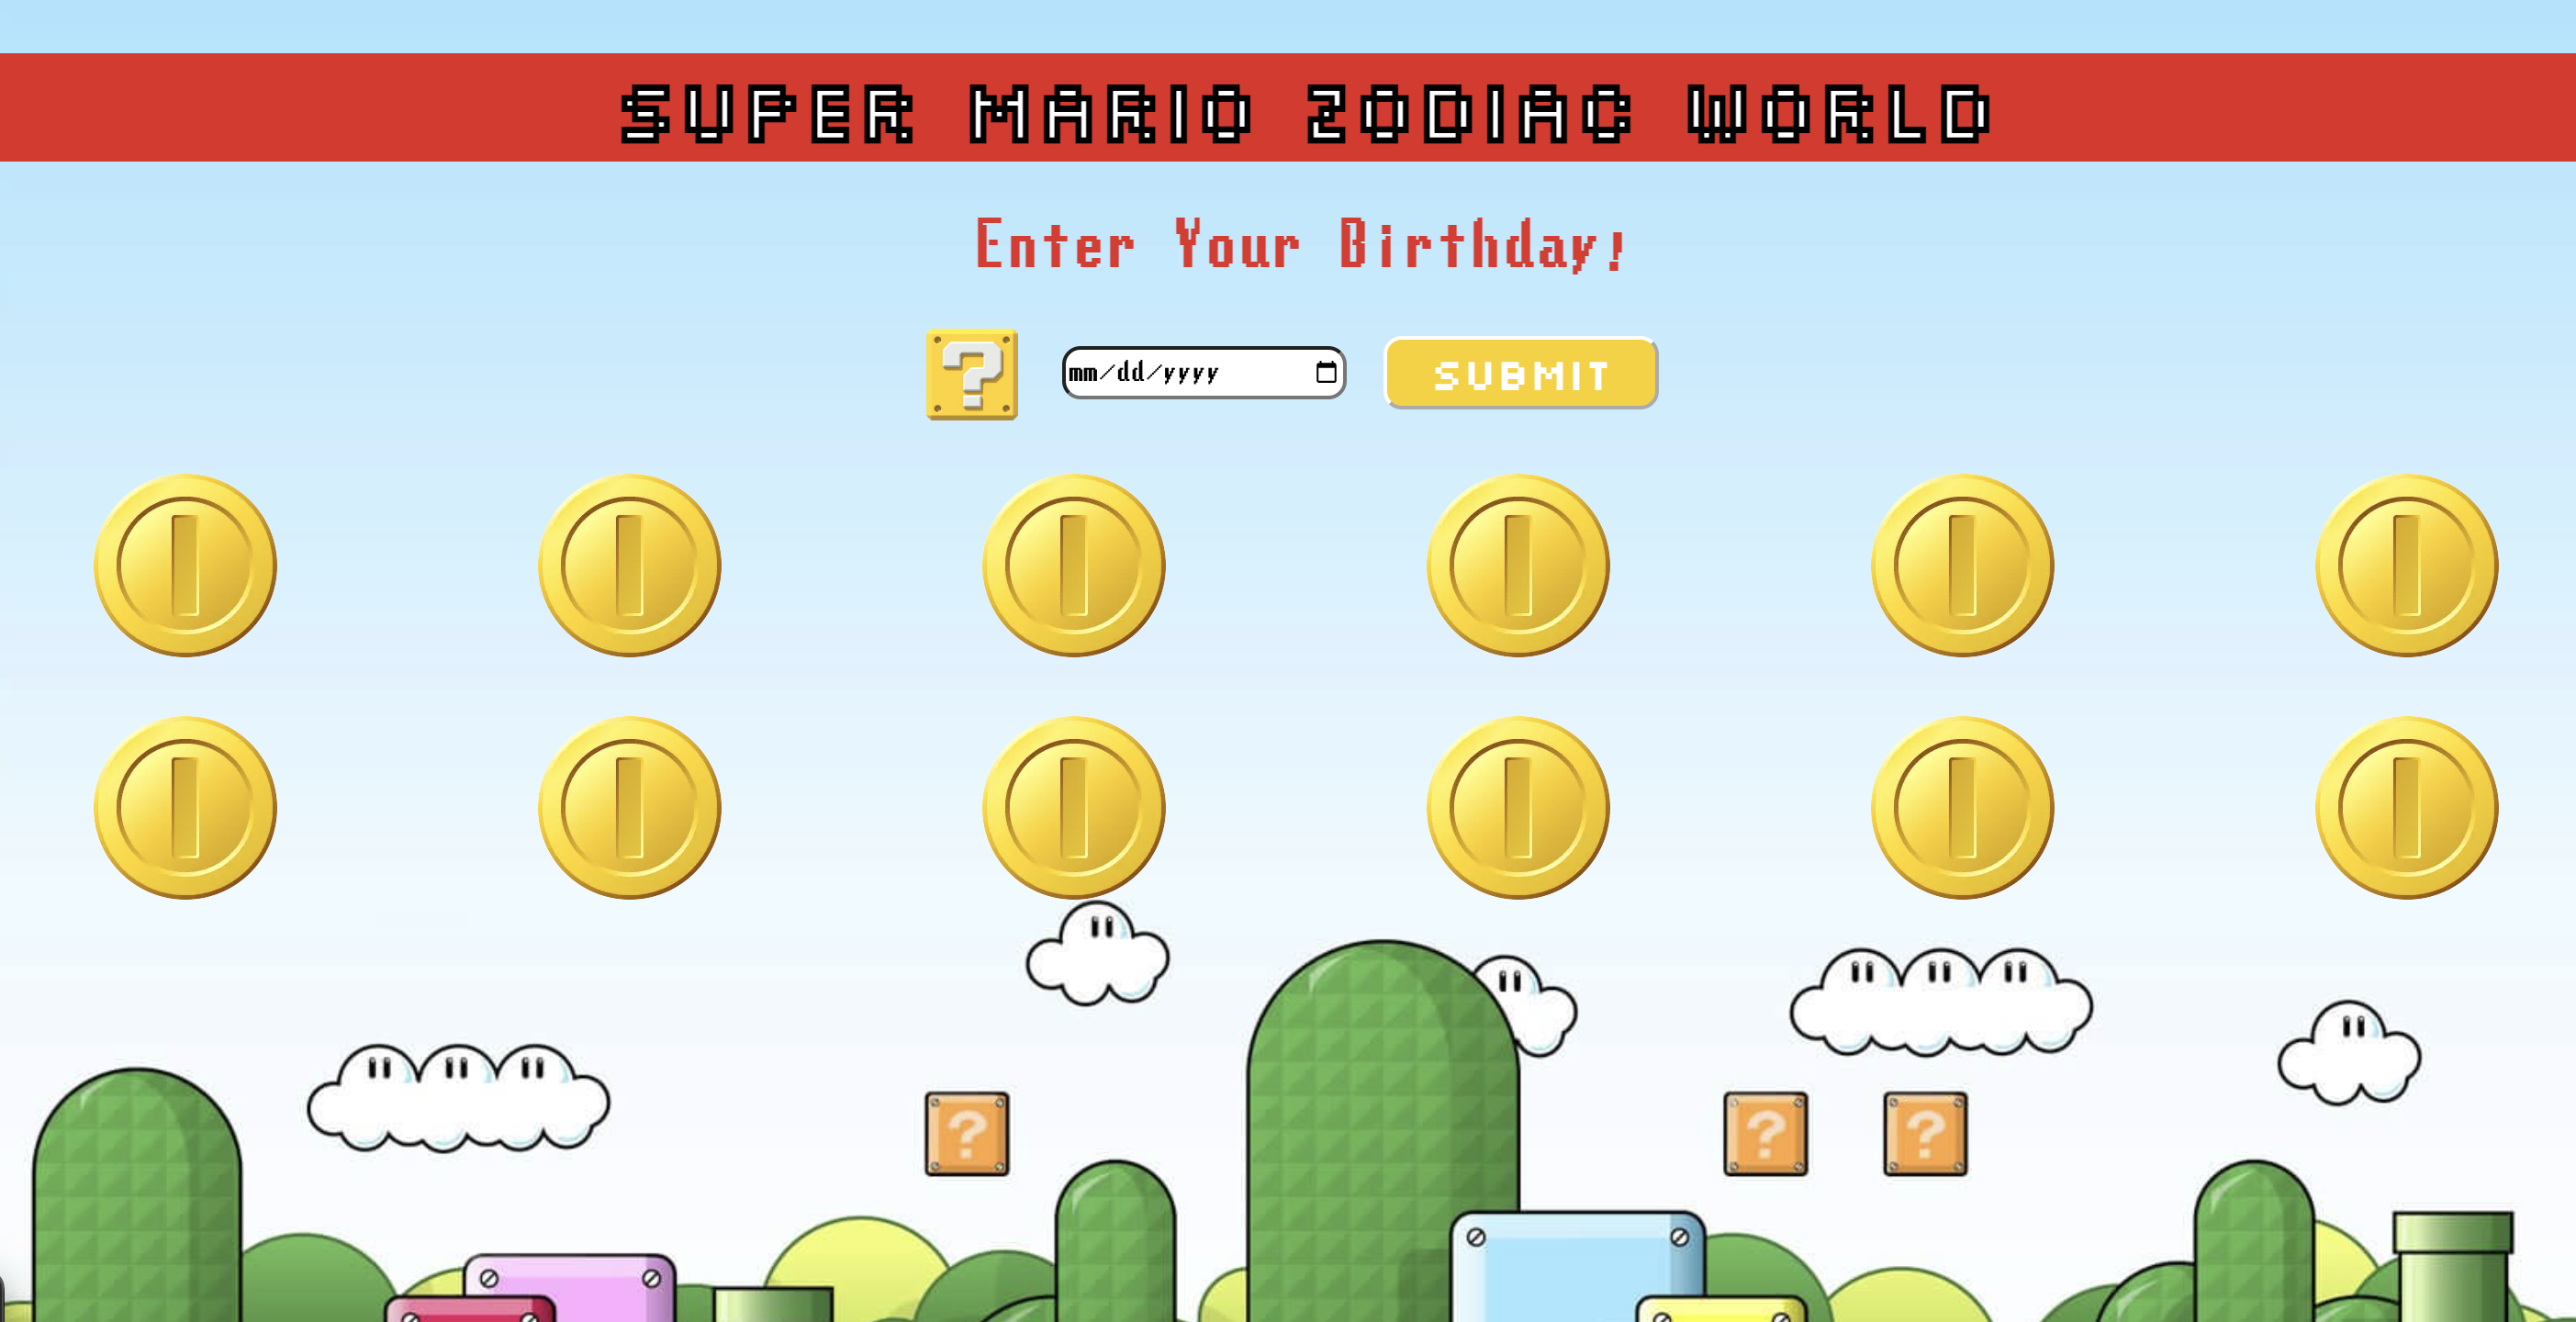 SUPER MARIO ZODIAC WORLD
Enter Your Birthday!
? mm/dd/yyyy SUBMIT
? ? ?